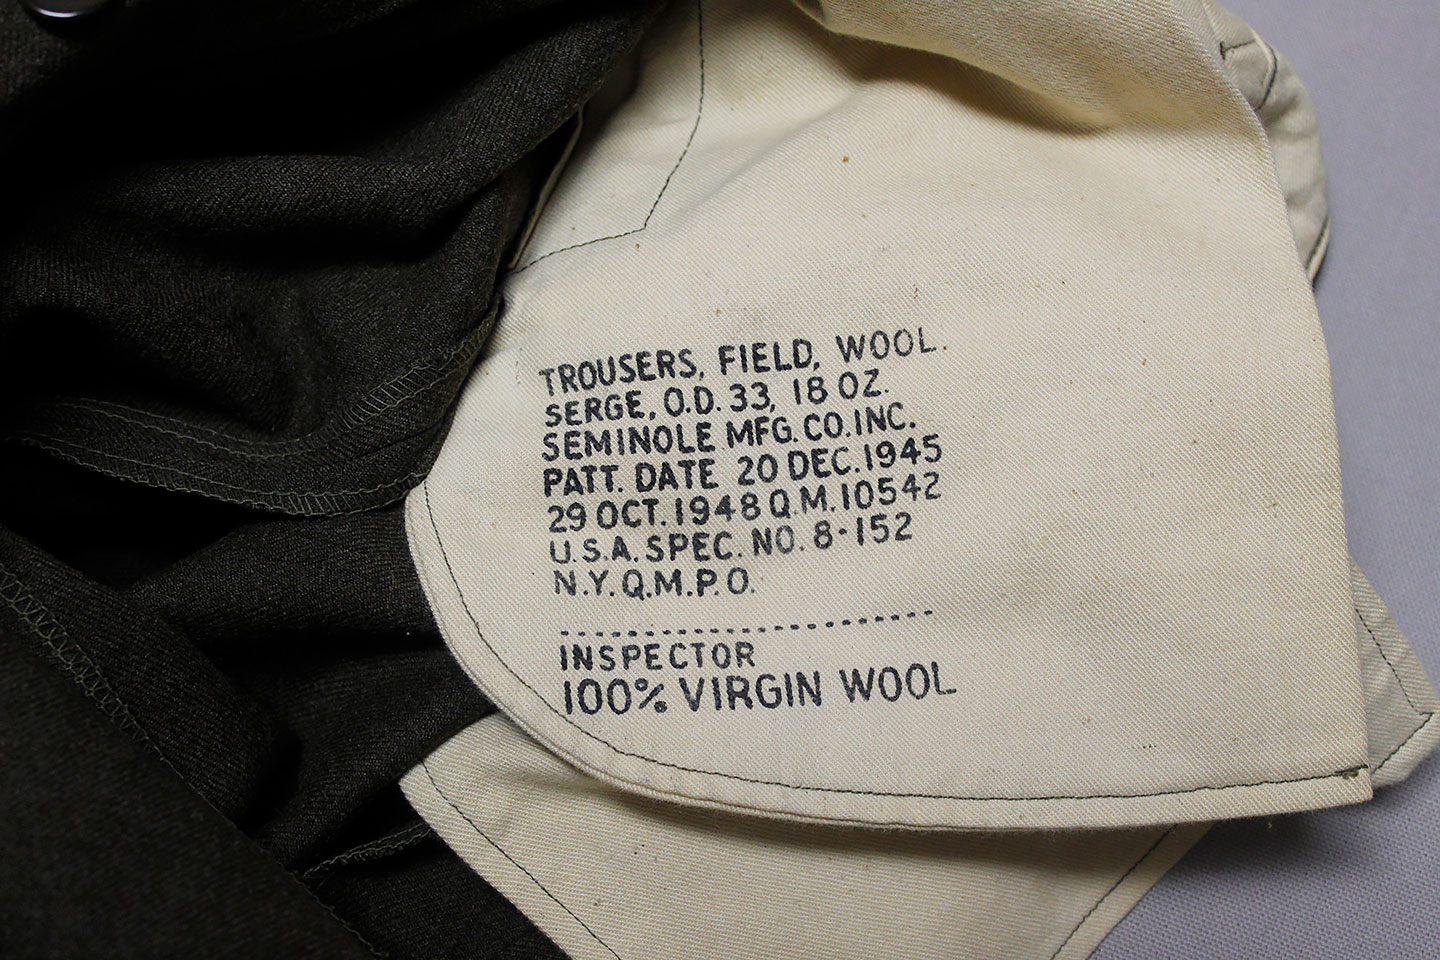 TROUSERS, FIELD, WOOL.
SERGE, O.D. 33, 18 OZ.
SEMINOLE MFG. CO. INC.
PATT. DATE 20 DEC. 1945
29 OCT. 1948 Q.M. 10542
U.S.A. SPEC. NO. 8-152
N.Y. Q.M.P.O.
INSPECTOR
100% VIRGIN WOOL